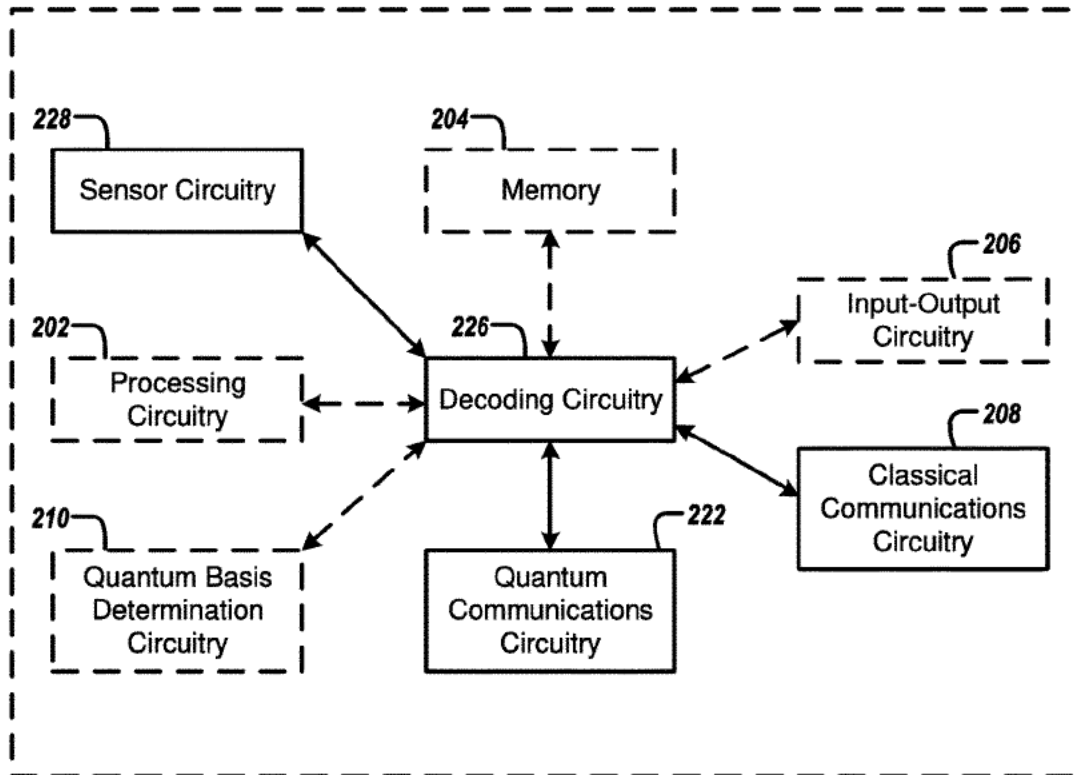 228
Sensor Circuitry
204
Memory
206
Input-Output
Circuitry
202
Processing
Circuitry
226
Decoding Circuitry
208
Classical
Communications
Circuitry
210
Quantum Basis
Determination
Circuitry
222
Quantum
Communications
Circuitry